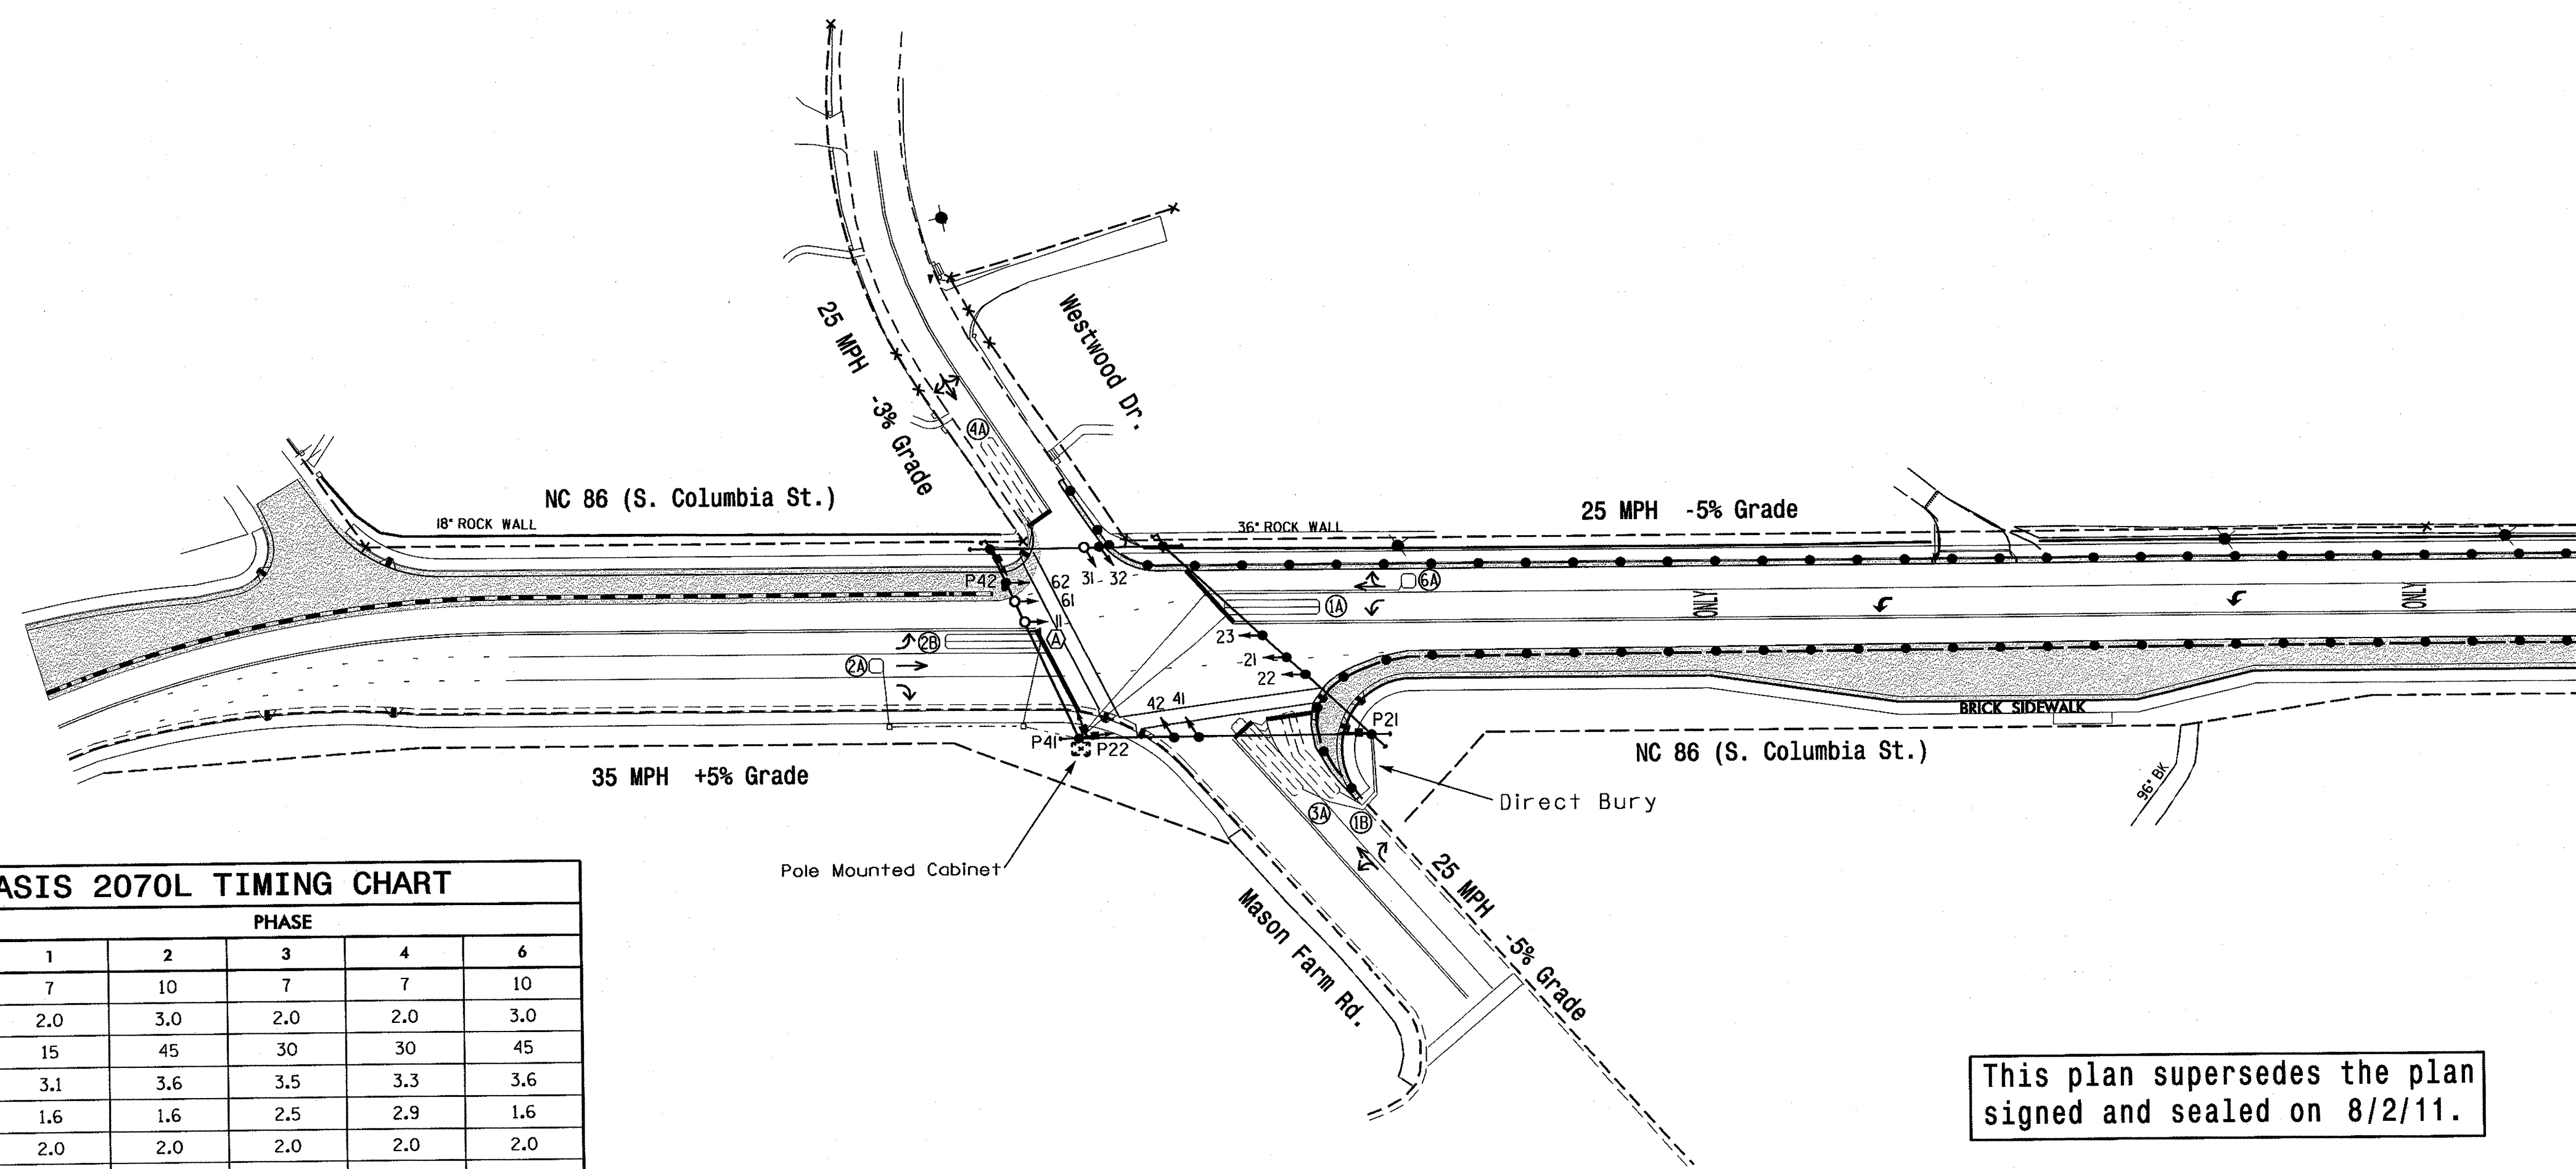 25 MPH
-3% Grade
Westwood Dr.
4A
NC 86 (S. Columbia St.)
18" ROCK WALL
36" ROCK WALL
25 MPH -5% Grade
P42
62
61
11
31
32
6A
1A
ONLY
ONLY
A
2B
2A
23
21
22
42
41
P41
P22
P21
BRICK SIDEWALK
NC 86 (S. Columbia St.)
35 MPH +5% Grade
96" BK
Direct Bury
3A
1B
Pole Mounted Cabinet
25 MPH
-5% Grade
Mason Farm Rd.
ASIS 2070L TIMING CHART
PHASE
1 2 3 4 6
7 10 7 7 10
2.0 3.0 2.0 2.0 3.0
15 45 30 30 45
3.1 3.6 3.5 3.3 3.6
1.6 1.6 2.5 2.9 1.6
2.0 2.0 2.0 2.0 2.0
This plan supersedes the plan
signed and sealed on 8/2/11.